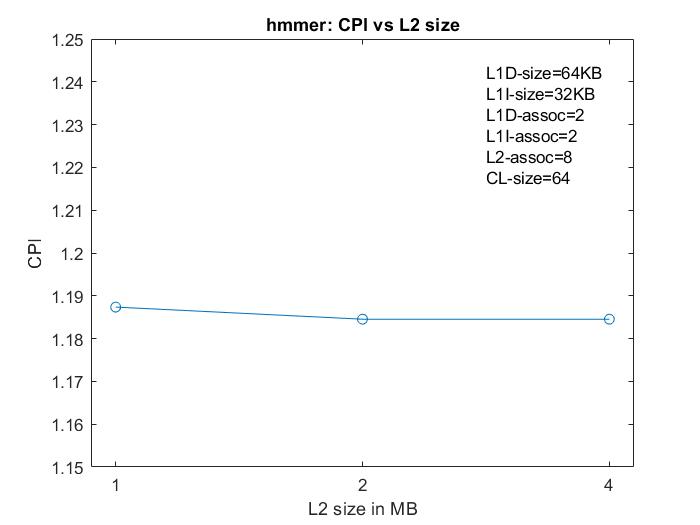 hmmer: CPI vs L2 size
1.25
1.24
1.23
1.22
1.21
1.2
1.19
1.18
1.17
1.16
1.15
CPI
L1D-size=64KB
L1I-size=32KB
L1D-assoc=2
L1I-assoc=2
L2-assoc=8
CL-size=64
1 2 4
L2 size in MB